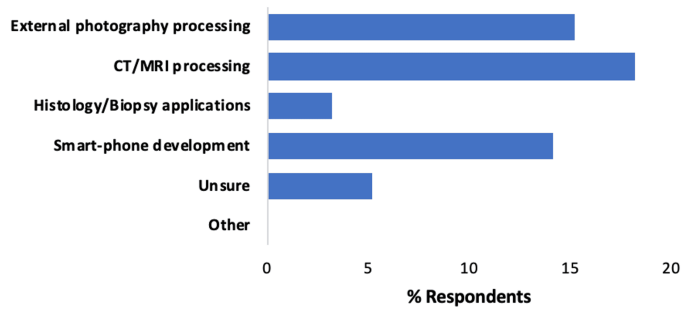 External photography processing
CT/MRI processing
Histology/Biopsy applications
Smart-phone development
Unsure
Other
0 5 10 15 20
% Respondents